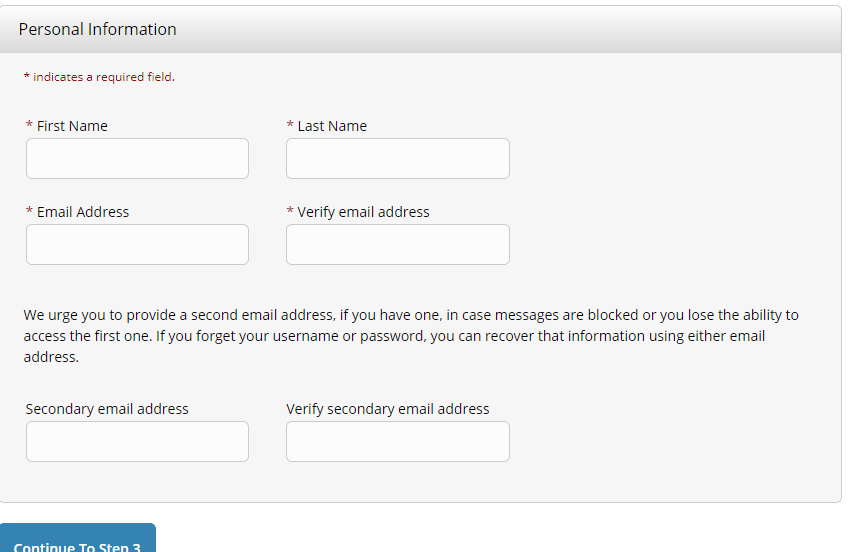 Personal Information
* indicates a required field.
* First Name
* Last Name
* Email Address
* Verify email address
We urge you to provide a second email address, if you have one, in case messages are blocked or you lose the ability to
access the first one. If you forget your username or password, you can recover that information using either email
address.
Secondary email address
Verify secondary email address
Continue To Step 3